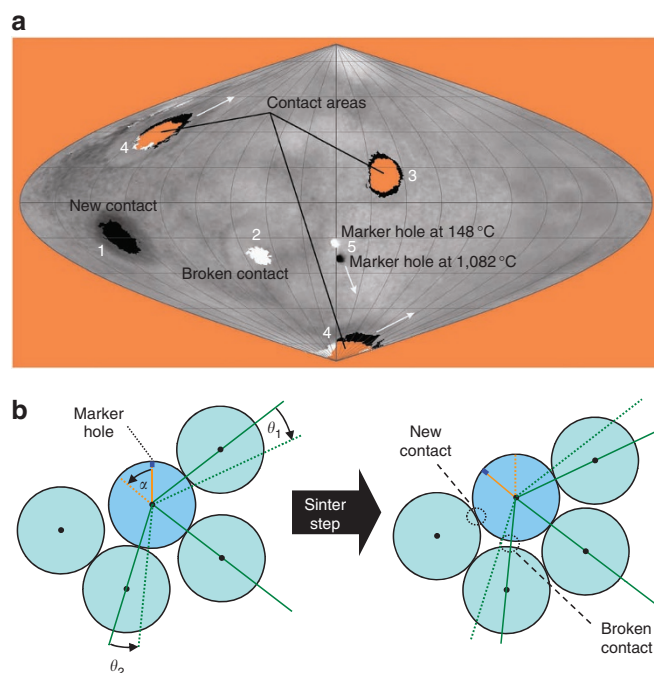 a
Contact areas
4
3
New contact
1
2
Broken contact
Marker hole at 148 °C
5
Marker hole at 1,082 °C
4
b
Marker
hole
θ1
α
θ2
Sinter
step
New
contact
Broken
contact